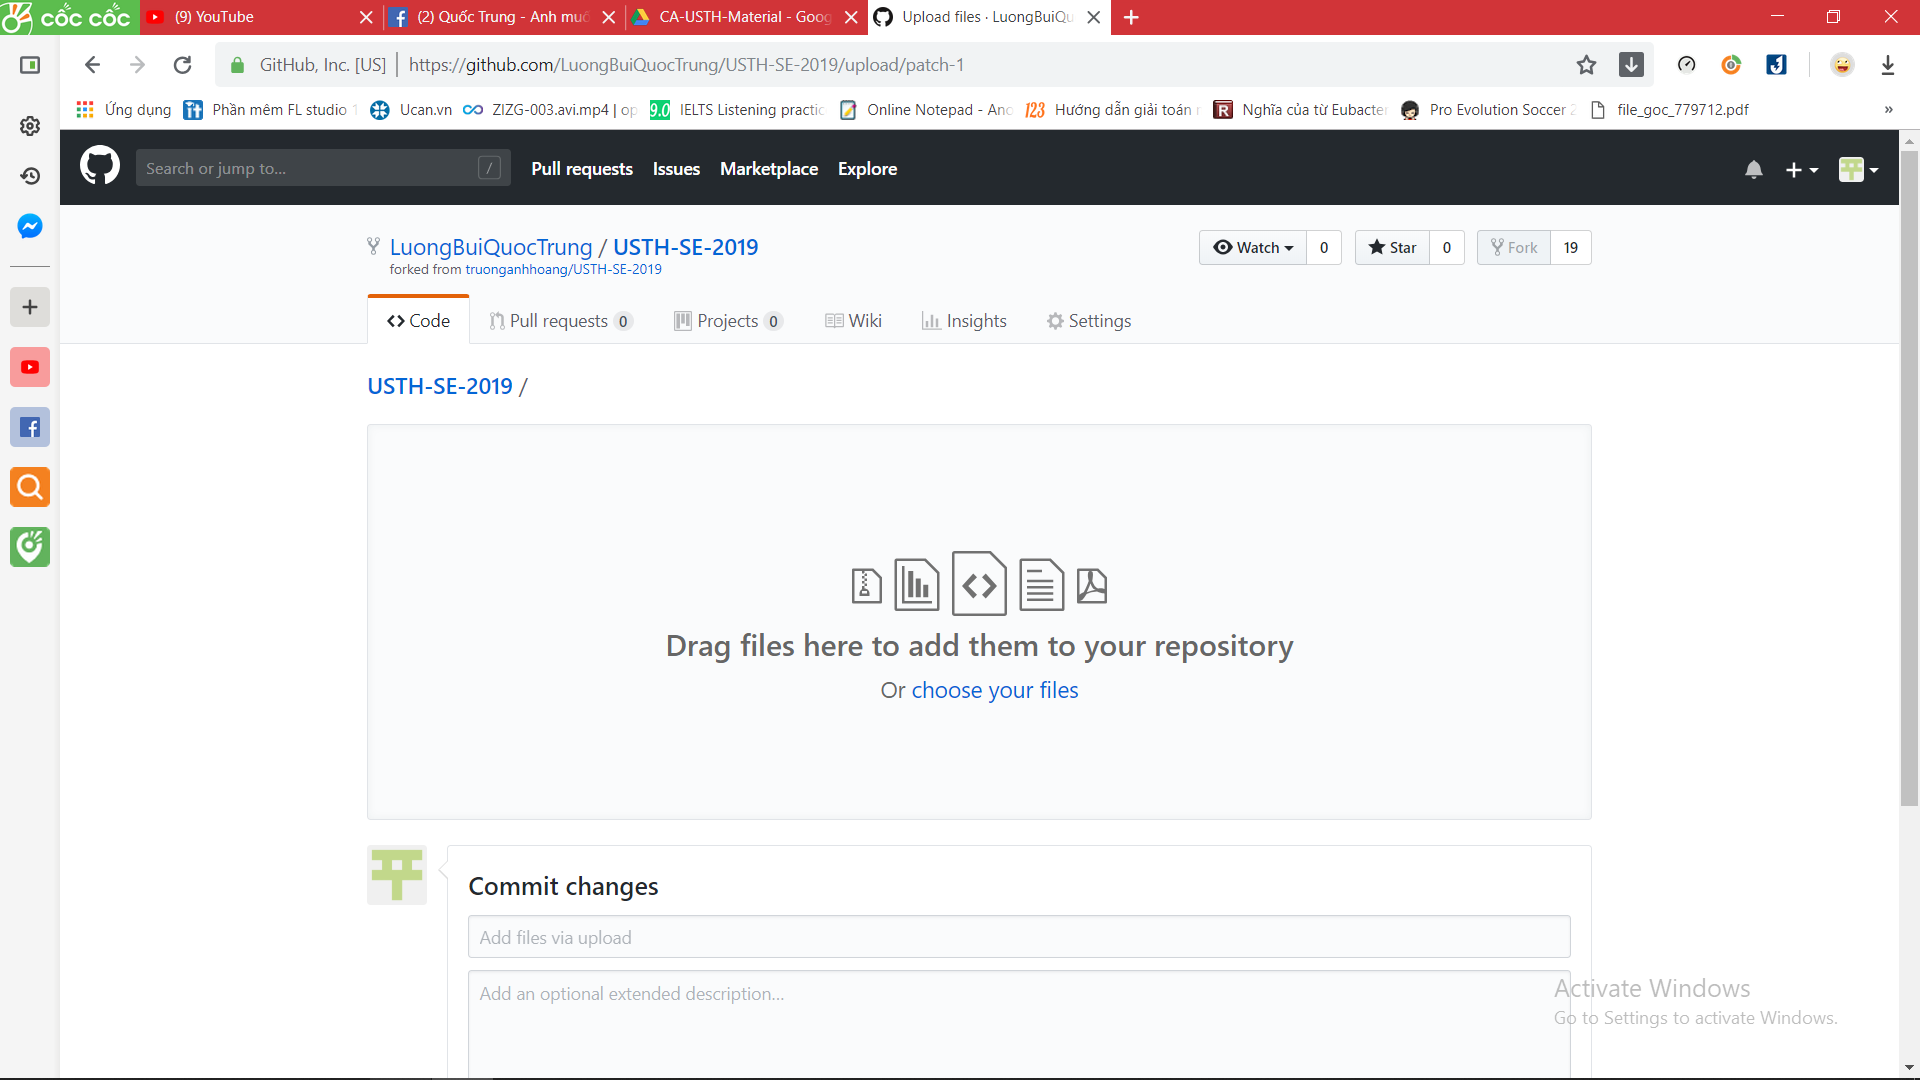 cốc cốc
(9) YouTube
(2) Quốc Trung - Anh muố
CA-USTH-Material - Goog
Upload files · LuongBuiQu
GitHub, Inc. [US]
https://github.com/LuongBuiQuocTrung/USTH-SE-2019/upload/patch-1
Ứng dụng
Phần mêm FL studio 1
Ucan.vn
ZIZG-003.avi.mp4 | op
9.0
IELTS Listening practic
Online Notepad - Ano
123
Hướng dẫn giải toán r
R
Nghĩa của từ Eubacter
Pro Evolution Soccer 2
file_goc_779712.pdf
»
Search or jump to...
/
Pull requests
Issues
Marketplace
Explore
LuongBuiQuocTrung / USTH-SE-2019
forked from truonganhhoang/USTH-SE-2019
Watch
0
Star
0
Fork
19
Code
Pull requests 0
Projects 0
Wiki
Insights
Settings
USTH-SE-2019 /
Drag files here to add them to your repository
Or choose your files
Commit changes
Add files via upload
Add an optional extended description...
Activate Windows
Go to Settings to activate Windows.